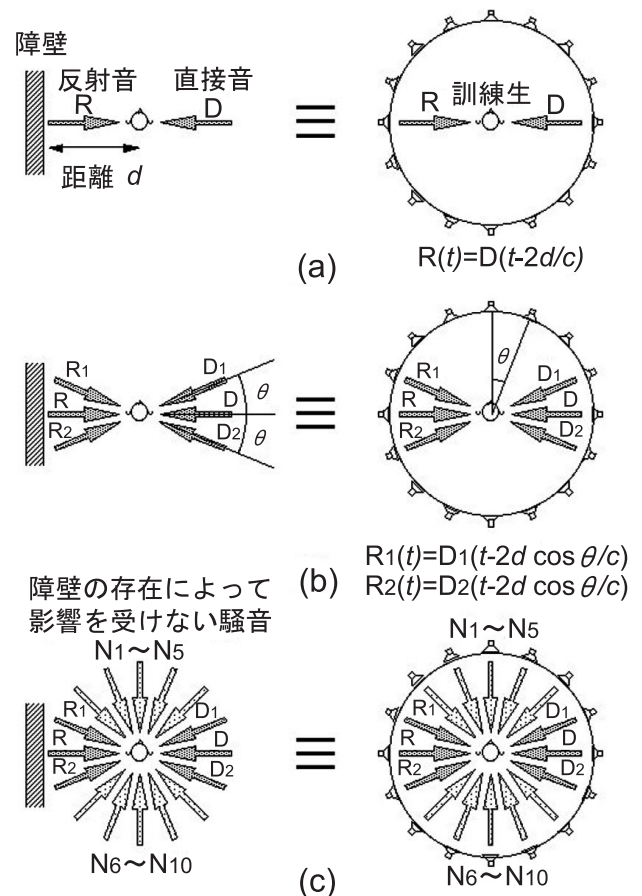 障壁
反射音
直接音
R
D
距離 d
訓練生
R
D
R(t)=D(t-2d/c)
(a)
R1
R
R2
D1
D
D2
θ
θ
θ
R1
R
R2
D1
D
D2
R1(t)=D1(t-2d cos θ/c)
R2(t)=D2(t-2d cos θ/c)
(b)
障壁の存在によって
影響を受けない騒音
N1～N5
R1
R
R2
D1
D
D2
N6～N10
N1～N5
R1
R
R2
D1
D
D2
N6～N10
(c)